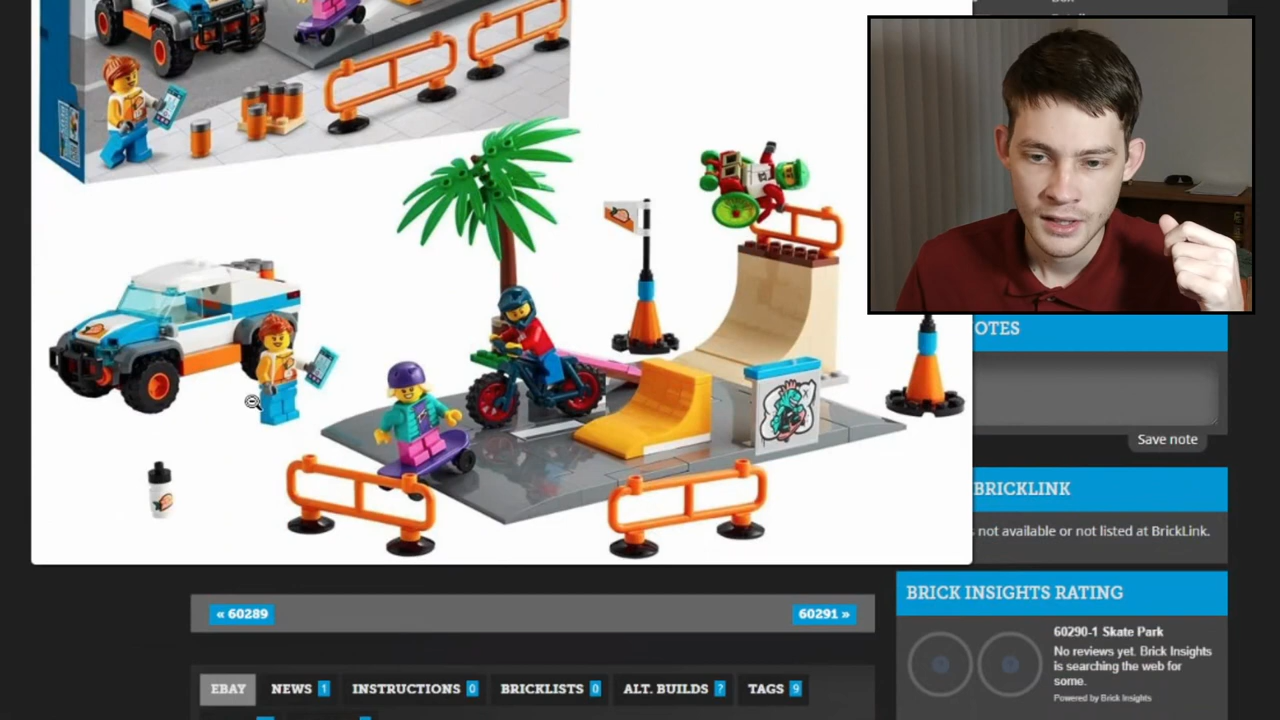 OTES
Save note
BRICKLINK
s not available or not listed at BrickLink.
« 60289
60291 »
BRICK INSIGHTS RATING
60290-1 Skate Park
No reviews yet. Brick Insights
is searching the web for
some.
Powered by Brick Insights
EBAY
NEWS 1
INSTRUCTIONS 0
BRICKLISTS 0
ALT. BUILDS ?
TAGS 9